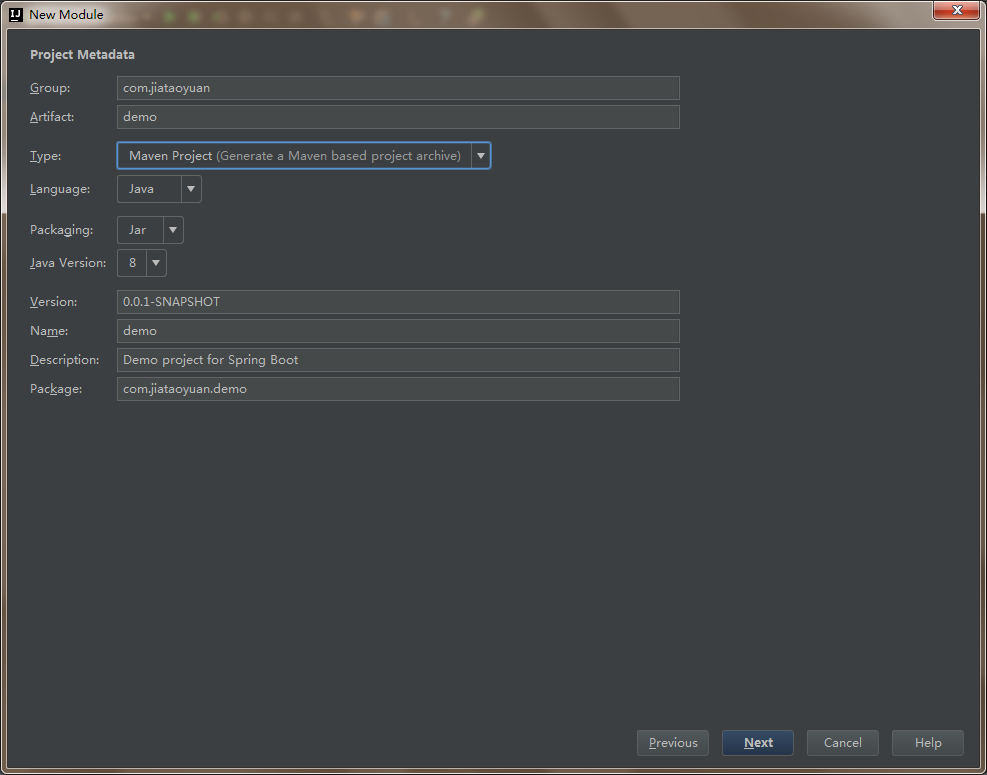 New Module
Project Metadata
Group: com.jiataoyuan
Artifact: demo
Type: Maven Project (Generate a Maven based project archive)
Language: Java
Packaging: Jar
Java Version: 8
Version: 0.0.1-SNAPSHOT
Name: demo
Description: Demo project for Spring Boot
Package: com.jiataoyuan.demo
Previous Next Cancel Help